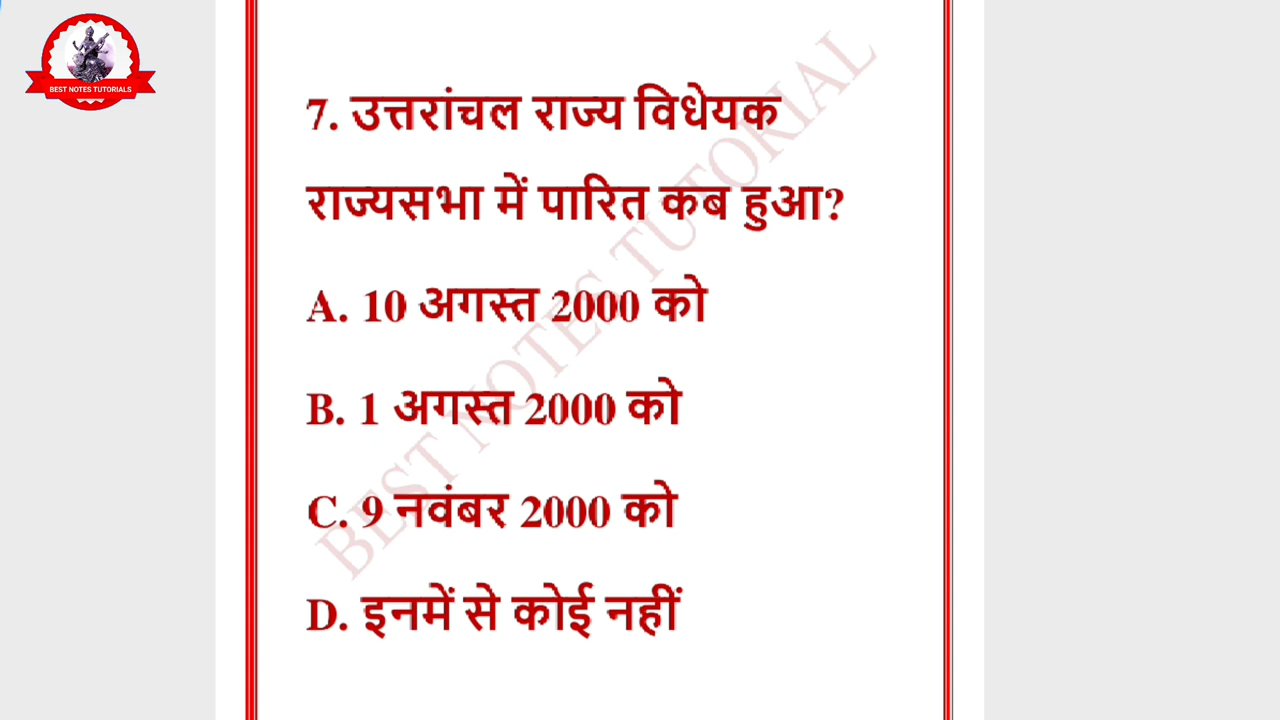 BEST NOTES TUTORIALS
7. उत्तरांचल राज्य विधेयक
राज्यसभा में पारित कब हुआ?
A. 10 अगस्त 2000 को
B. 1 अगस्त 2000 को
C. 9 नवंबर 2000 को
D. इनमें से कोई नहीं
BEST NOTES TUTORIAL